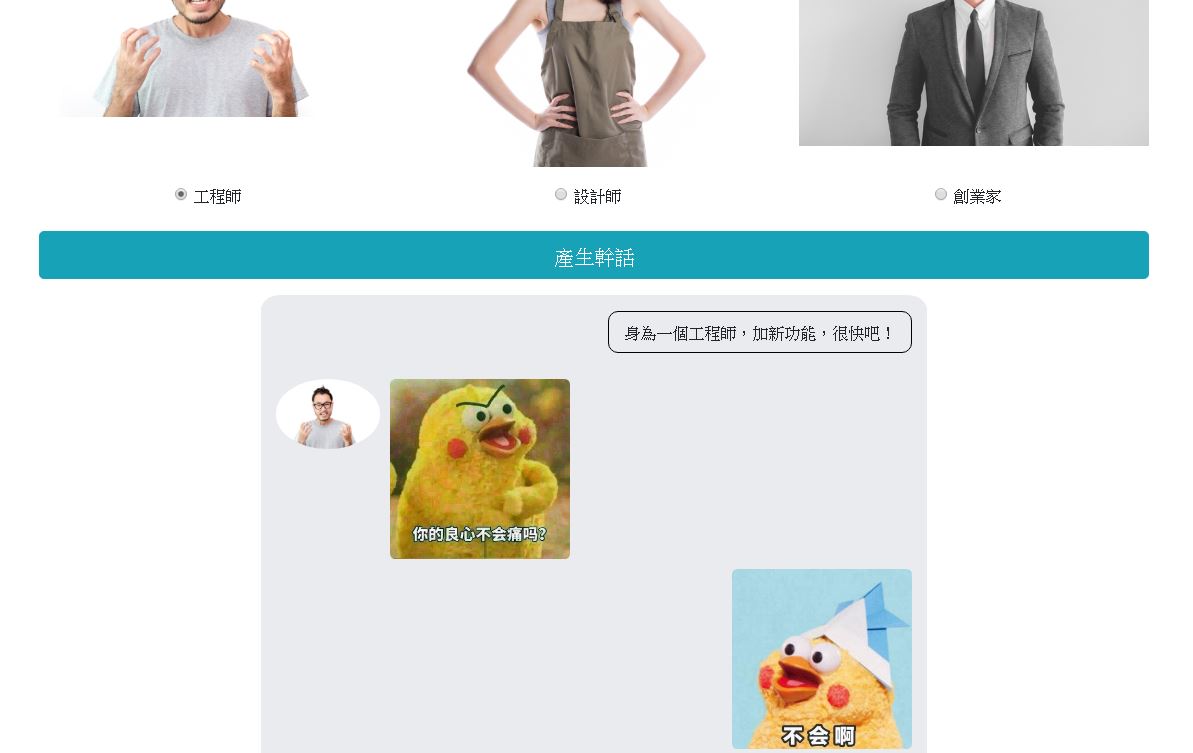 工程師
設計師
創業家
產生幹話
身為一個工程師，加新功能，很快吧！
你的良心不会痛吗?
不会啊